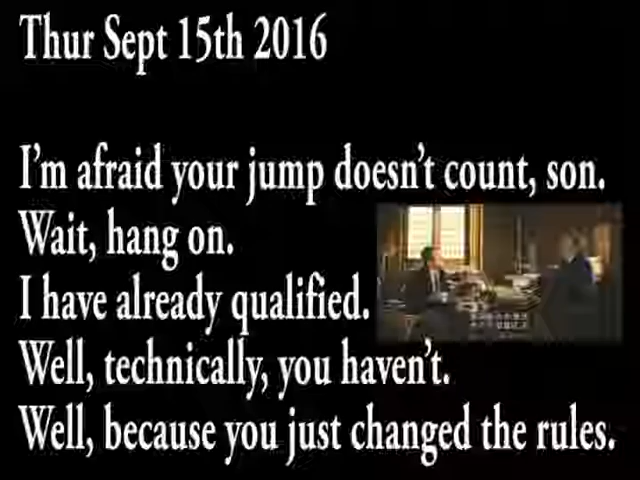 Thur Sept 15th 2016
I'm afraid your jump doesn't count, son.
Wait, hang on.
I have already qualified.
Well, technically, you haven't.
Well, because you just changed the rules.